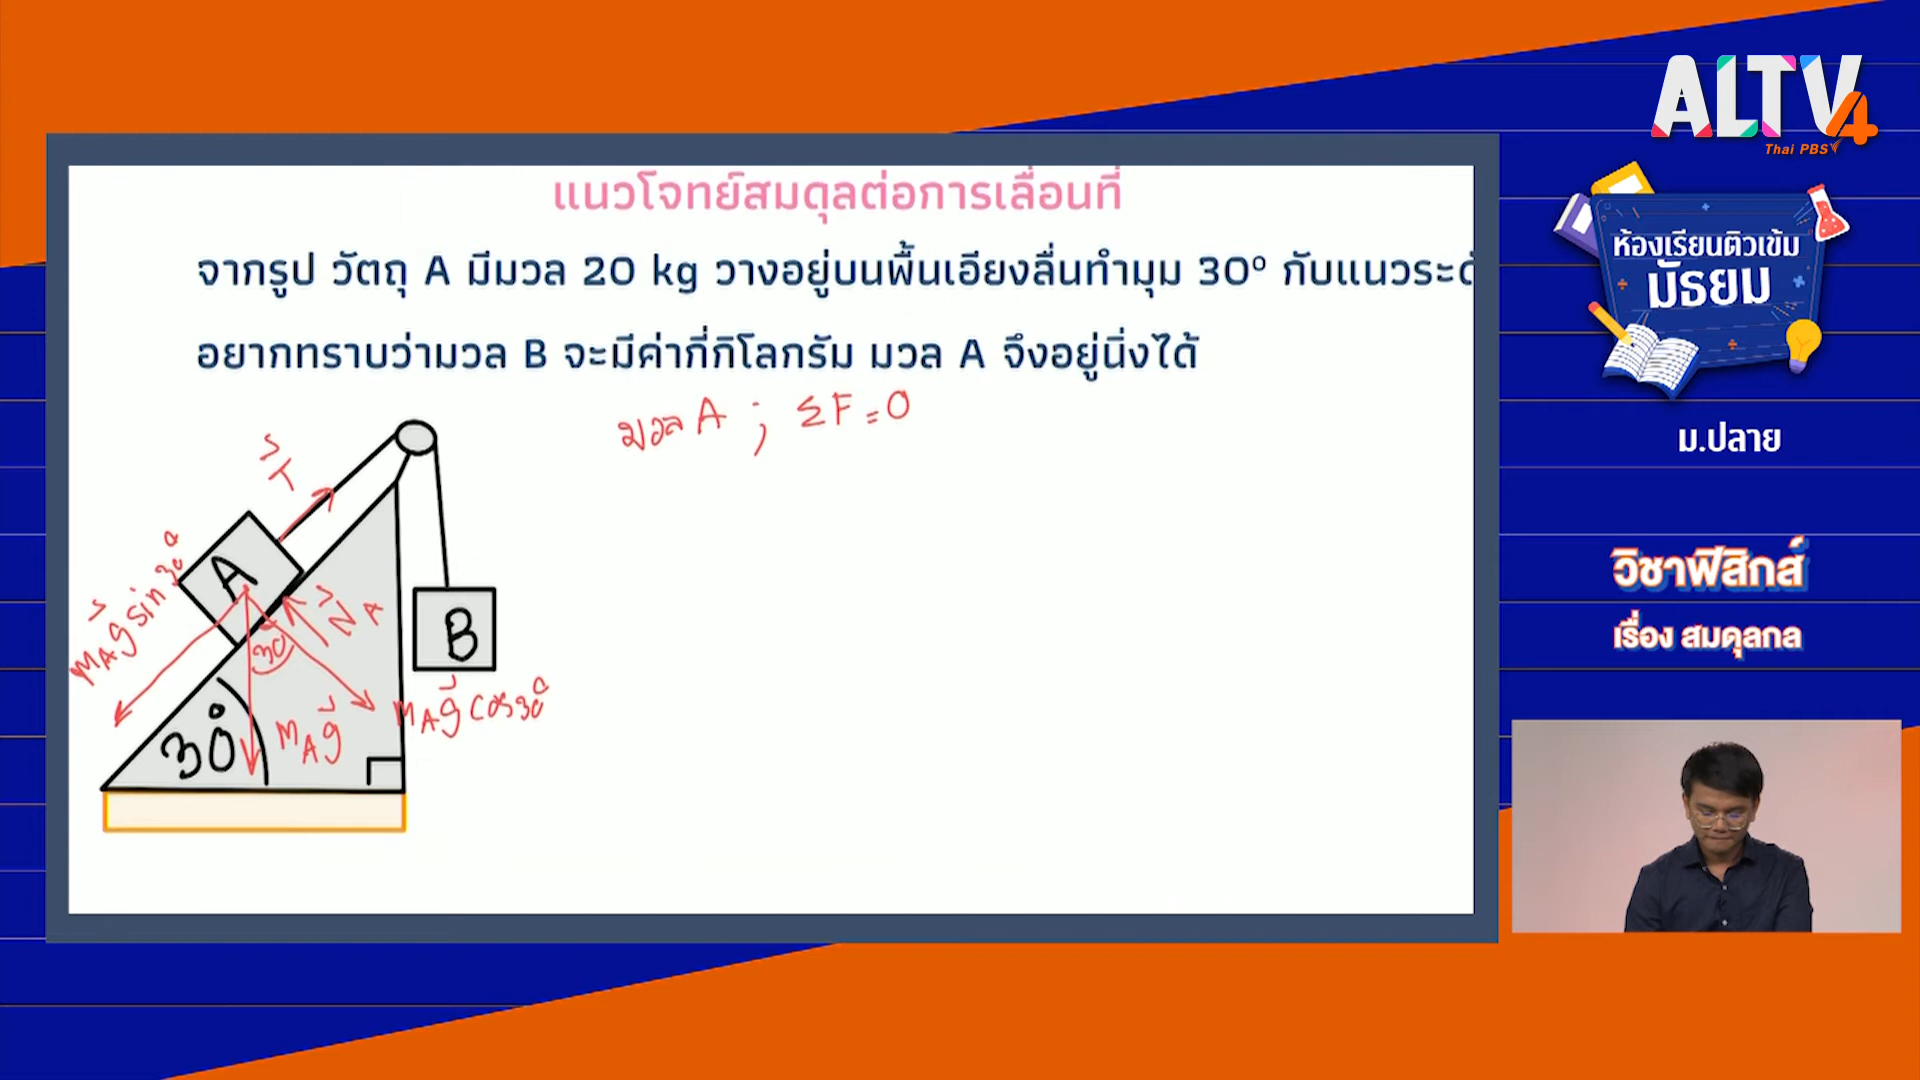 ALTV4
Thai PBS
ห้องเรียนติวเข้ม
มัธยม
ม.ปลาย
วิชาฟิสิกส์
เรื่อง สมดุลกล
แนวโจทย์สมดุลต่อการเลื่อนที่
จากรูป วัตถุ A มีมวล 20 kg วางอยู่บนพื้นเอียงลื่นทำมุม 30º กับแนวระดั
อยากทราบว่ามวล B จะมีค่ากี่กิโลกรัม มวล A จึงอยู่นิ่งได้
มวล A ; ΣF = 0
T
A
mAg sin 30°
NA
30
B
mAg cos 30°
mAg
30°